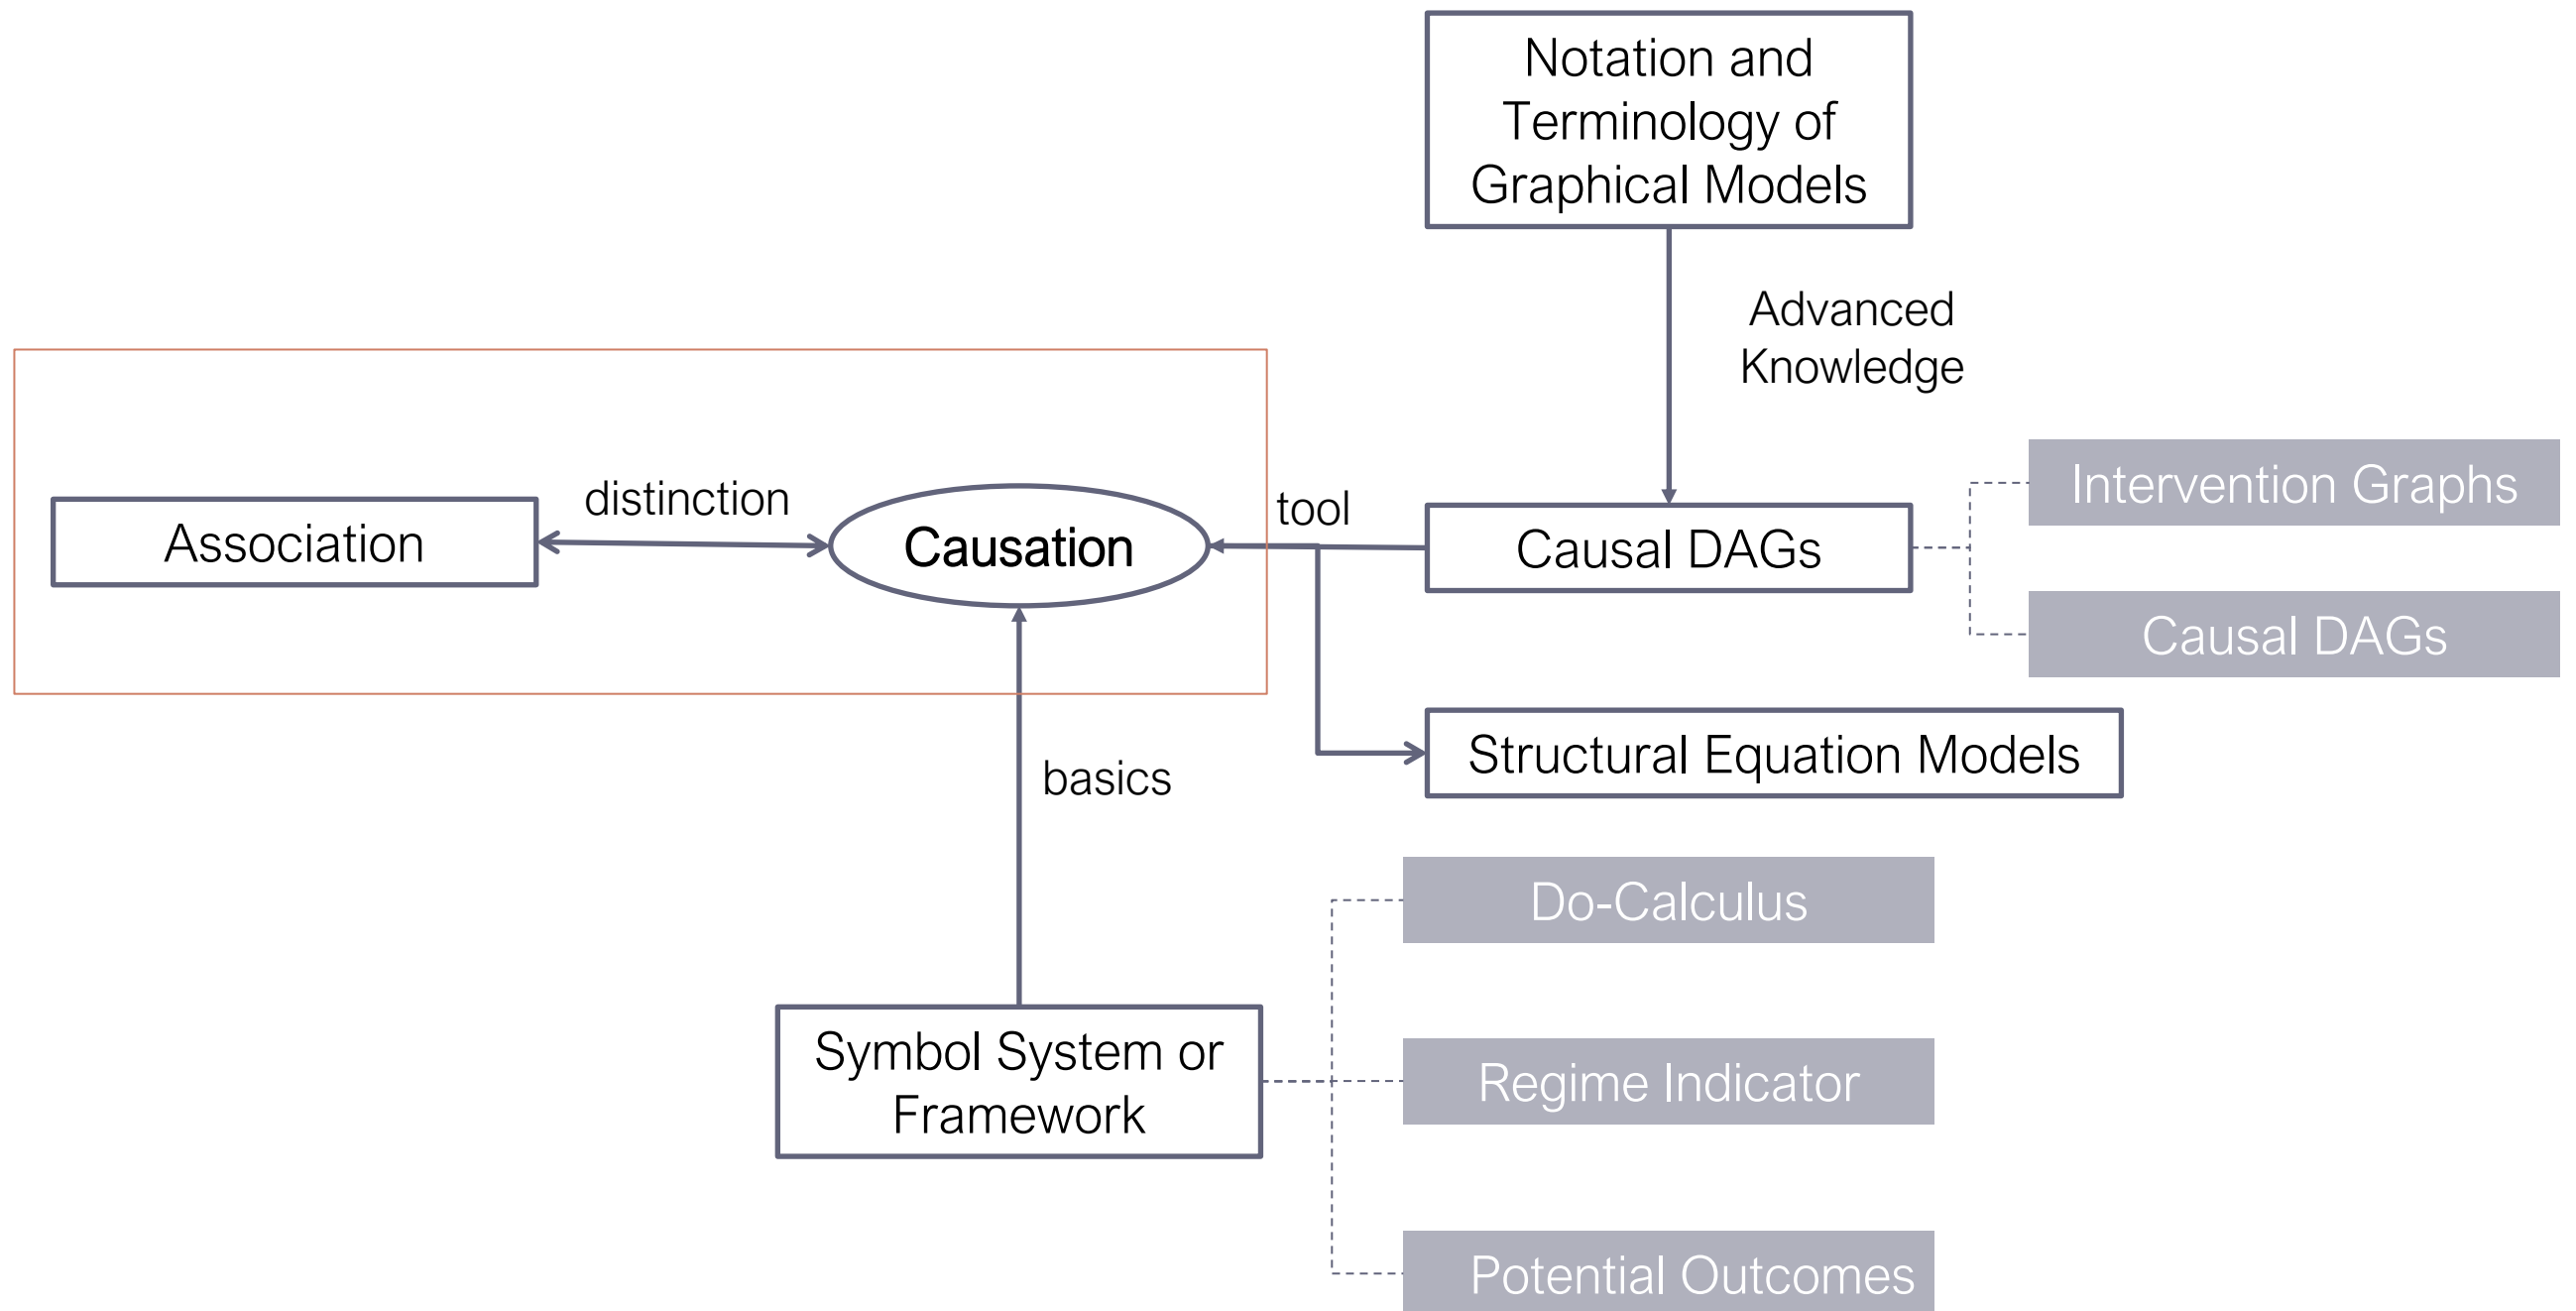 Notation and
Terminology of
Graphical Models
Advanced
Knowledge
Association
distinction
Causation
tool
Causal DAGs
Intervention Graphs
Causal DAGs
Structural Equation Models
basics
Symbol System or
Framework
Do-Calculus
Regime Indicator
Potential Outcomes